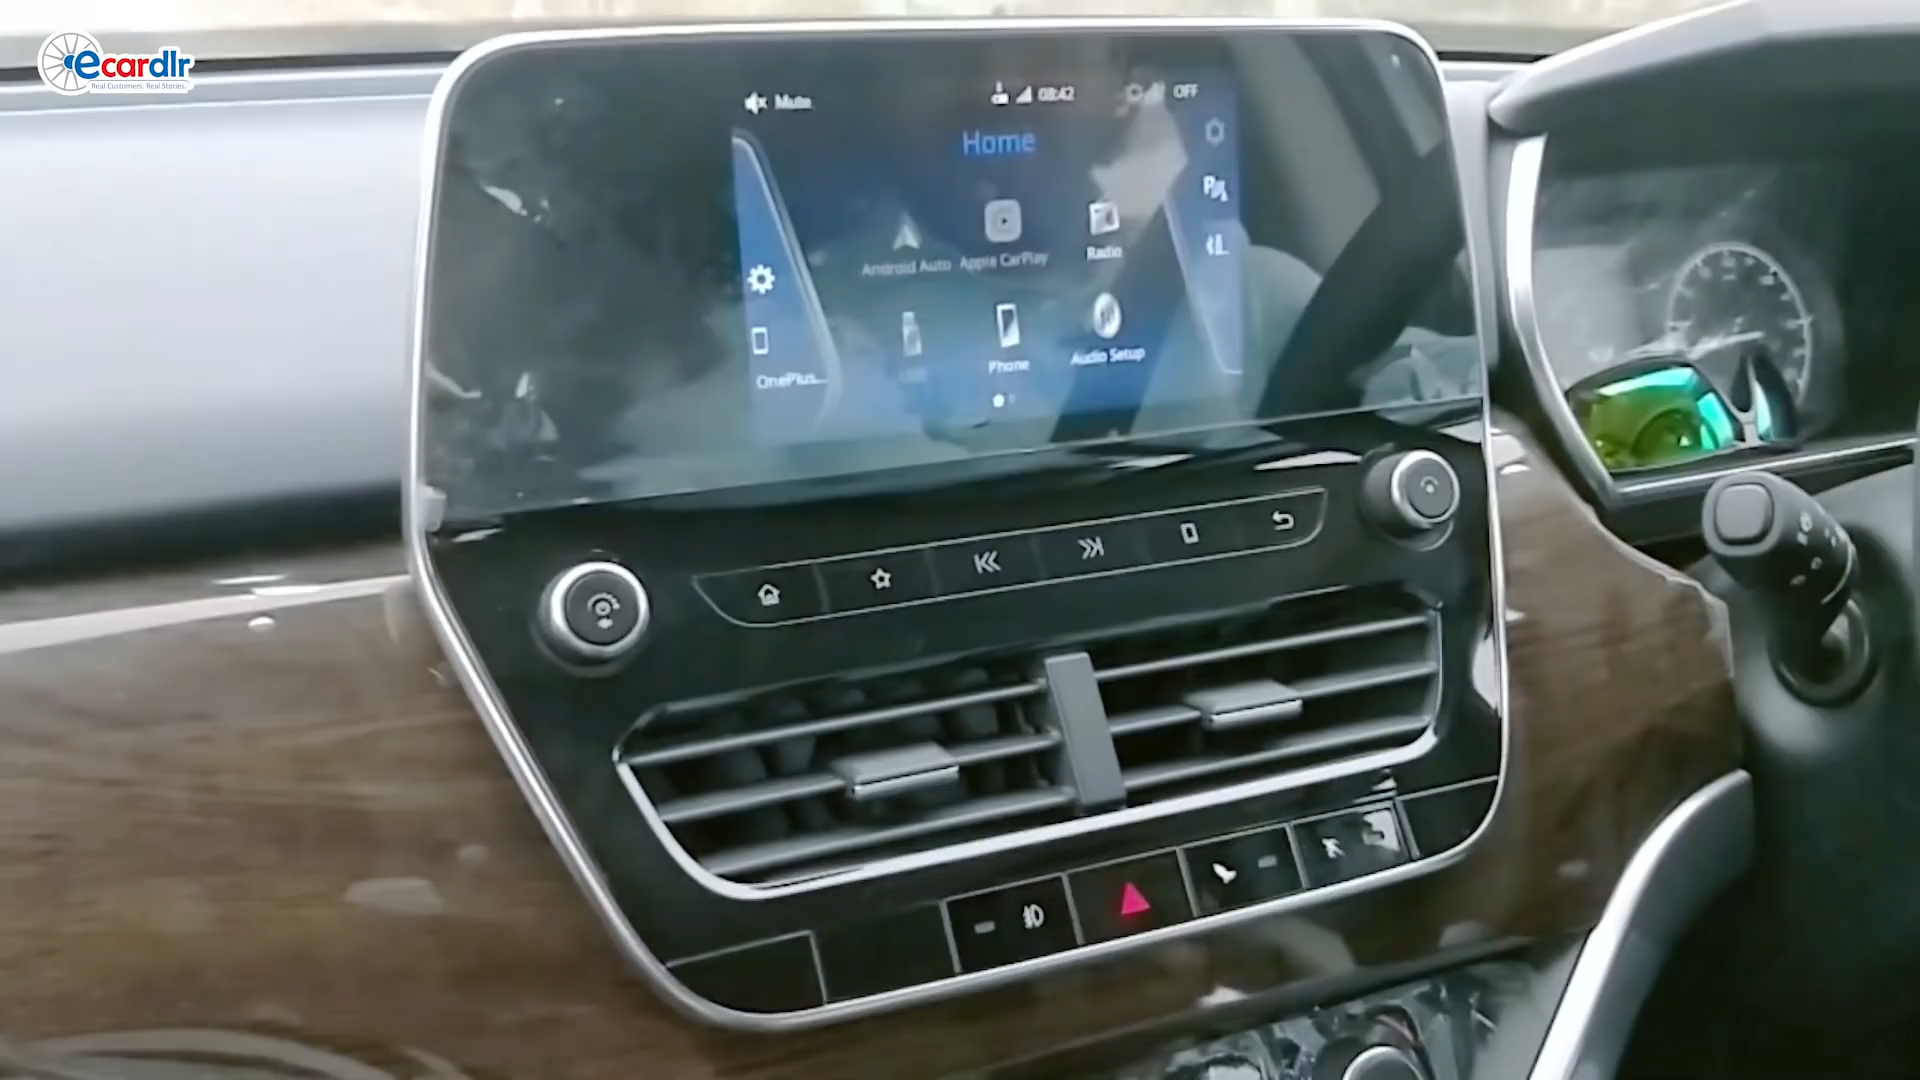 ecardlr
Real Customers. Real Stories.
Mute
08:42
OFF
Home
Android Auto
Apple CarPlay
Radio
OnePlus...
Phone
Audio Setup